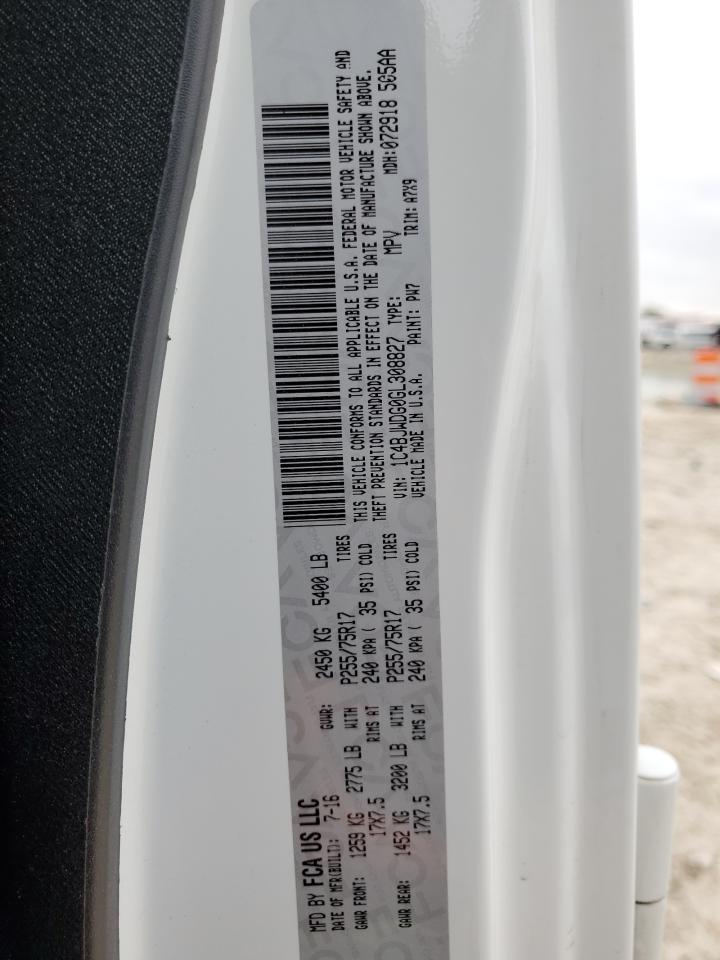 MFD BY FCA US LLC
DATE OF MFR(BUILT): 7-16 GVWR: 2450 KG 5400 LB
GAWR FRONT: 1259 KG 2775 LB WITH P255/75R17 TIRES
17X7.5 RIMS AT 240 KPA ( 35 PSI) COLD
GAWR REAR: 1452 KG 3200 LB WITH P255/75R17 TIRES
17X7.5 RIMS AT 240 KPA ( 35 PSI) COLD
THIS VEHICLE CONFORMS TO ALL APPLICABLE U.S.A. FEDERAL MOTOR VEHICLE SAFETY AND
THEFT PREVENTION STANDARDS IN EFFECT ON THE DATE OF MANUFACTURE SHOWN ABOVE.
VIN: 1C4BJWDG0GL308827 TYPE: MPV MDH:072918 505AA
VEHICLE MADE IN U.S.A. PAINT: PW7 TRIM: A7X9